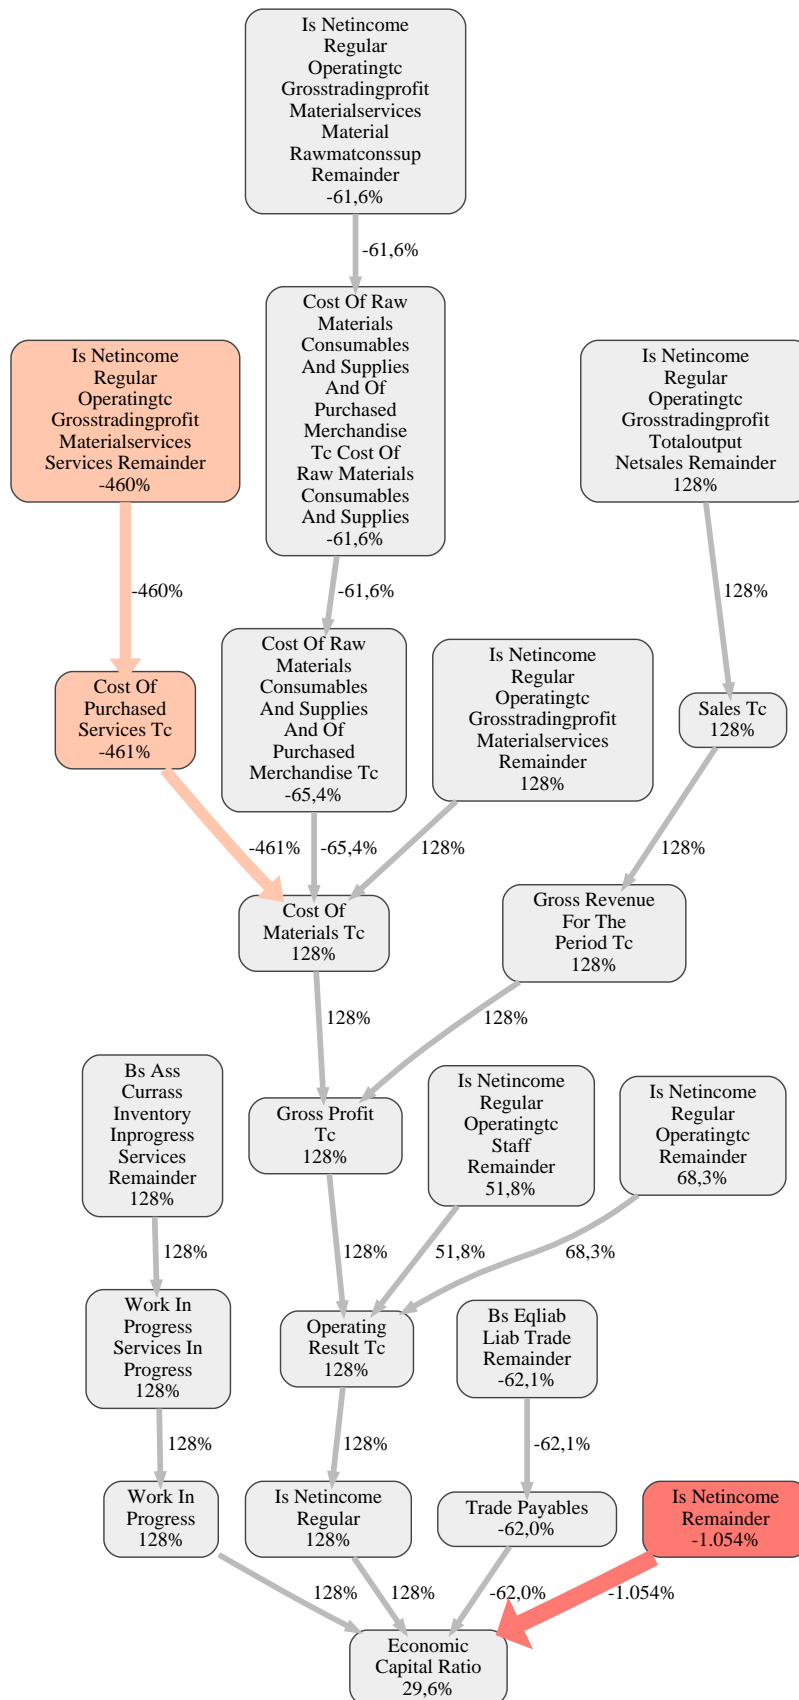 Is Netincome
Regular
Operatingtc
Grosstradingprofit
Materialservices
Material
Rawmatconssup
Remainder
-61,6%
-61,6%
Cost Of Raw
Materials
Consumables
And Supplies
And Of
Purchased
Merchandise
Tc Cost Of
Raw Materials
Consumables
And Supplies
-61,6%
Is Netincome
Regular
Operatingtc
Grosstradingprofit
Materialservices
Services Remainder
-460%
Is Netincome
Regular
Operatingtc
Grosstradingprofit
Totaloutput
Netsales Remainder
128%
-460%
-61,6%
128%
Cost Of
Purchased
Services Tc
-461%
Cost Of Raw
Materials
Consumables
And Supplies
And Of
Purchased
Merchandise Tc
-65,4%
Is Netincome
Regular
Operatingtc
Grosstradingprofit
Materialservices
Remainder
128%
Sales Tc
128%
-461%
-65,4%
128%
128%
Cost Of
Materials Tc
128%
Gross Revenue
For The
Period Tc
128%
128%
128%
Bs Ass
Currass
Inventory
Inprogress
Services
Remainder
128%
Gross Profit
Tc
128%
Is Netincome
Regular
Operatingtc
Staff
Remainder
51,8%
Is Netincome
Regular
Operatingtc
Remainder
68,3%
128%
128%
51,8%
68,3%
Work In
Progress
Services In
Progress
128%
Operating
Result Tc
128%
Bs Eqliab
Liab Trade
Remainder
-62,1%
128%
128%
-62,1%
Work In
Progress
128%
Is Netincome
Regular
128%
Trade Payables
-62,0%
Is Netincome
Remainder
-1.054%
128%
128%
-62,0%
-1.054%
Economic
Capital Ratio
29,6%